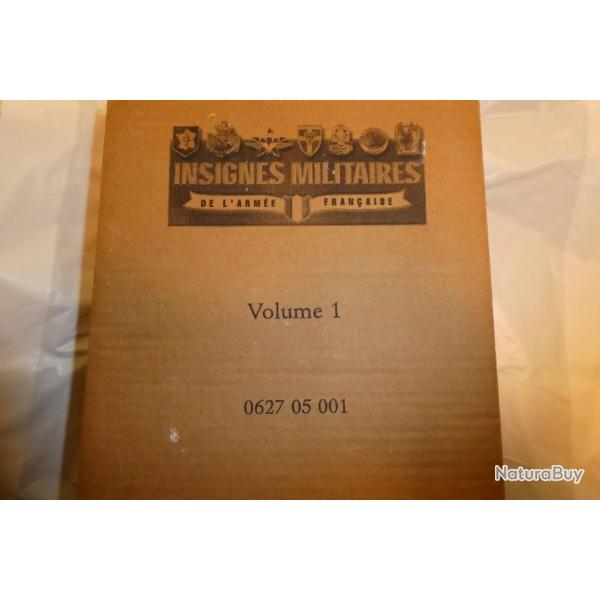 INSIGNES MILITAIRES
DE L'ARMÉE FRANÇAISE
Volume 1
0627 05 001
NaturaBuy